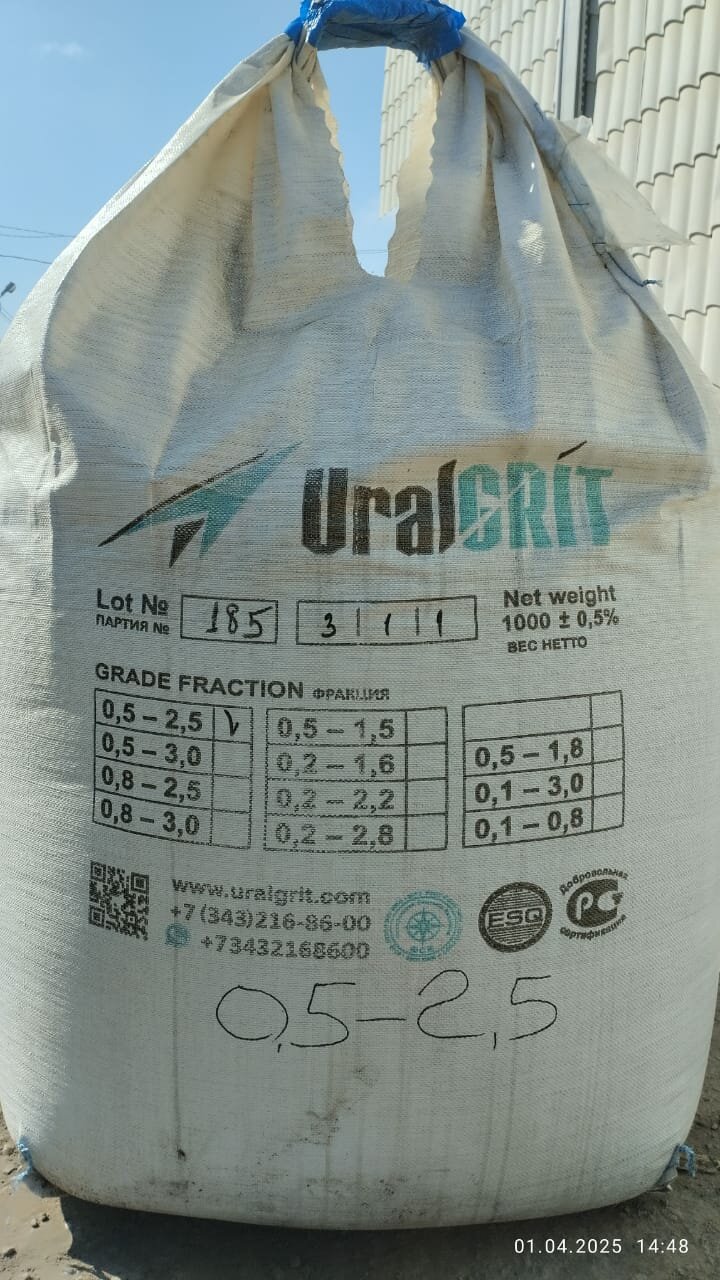 UralGRIT
Lot № 185 3 | 1 | 1
ПАРТИЯ №
Net weight
1000 ± 0,5%
ВЕС НЕТТО
GRADE FRACTION ФРАКЦИЯ
0,5 – 2,5 V
0,5 – 3,0
0,8 – 2,5
0,8 – 3,0
0,5 – 1,5
0,2 – 1,6
0,2 – 2,2
0,2 – 2,8
0,5 – 1,8
0,1 – 3,0
0,1 – 0,8
www.uralgrit.com
+7(343)216-86-00
+73432168600
ESQ
Добровольная
РС
сертификация
0,5-2,5
01.04.2025 14:48